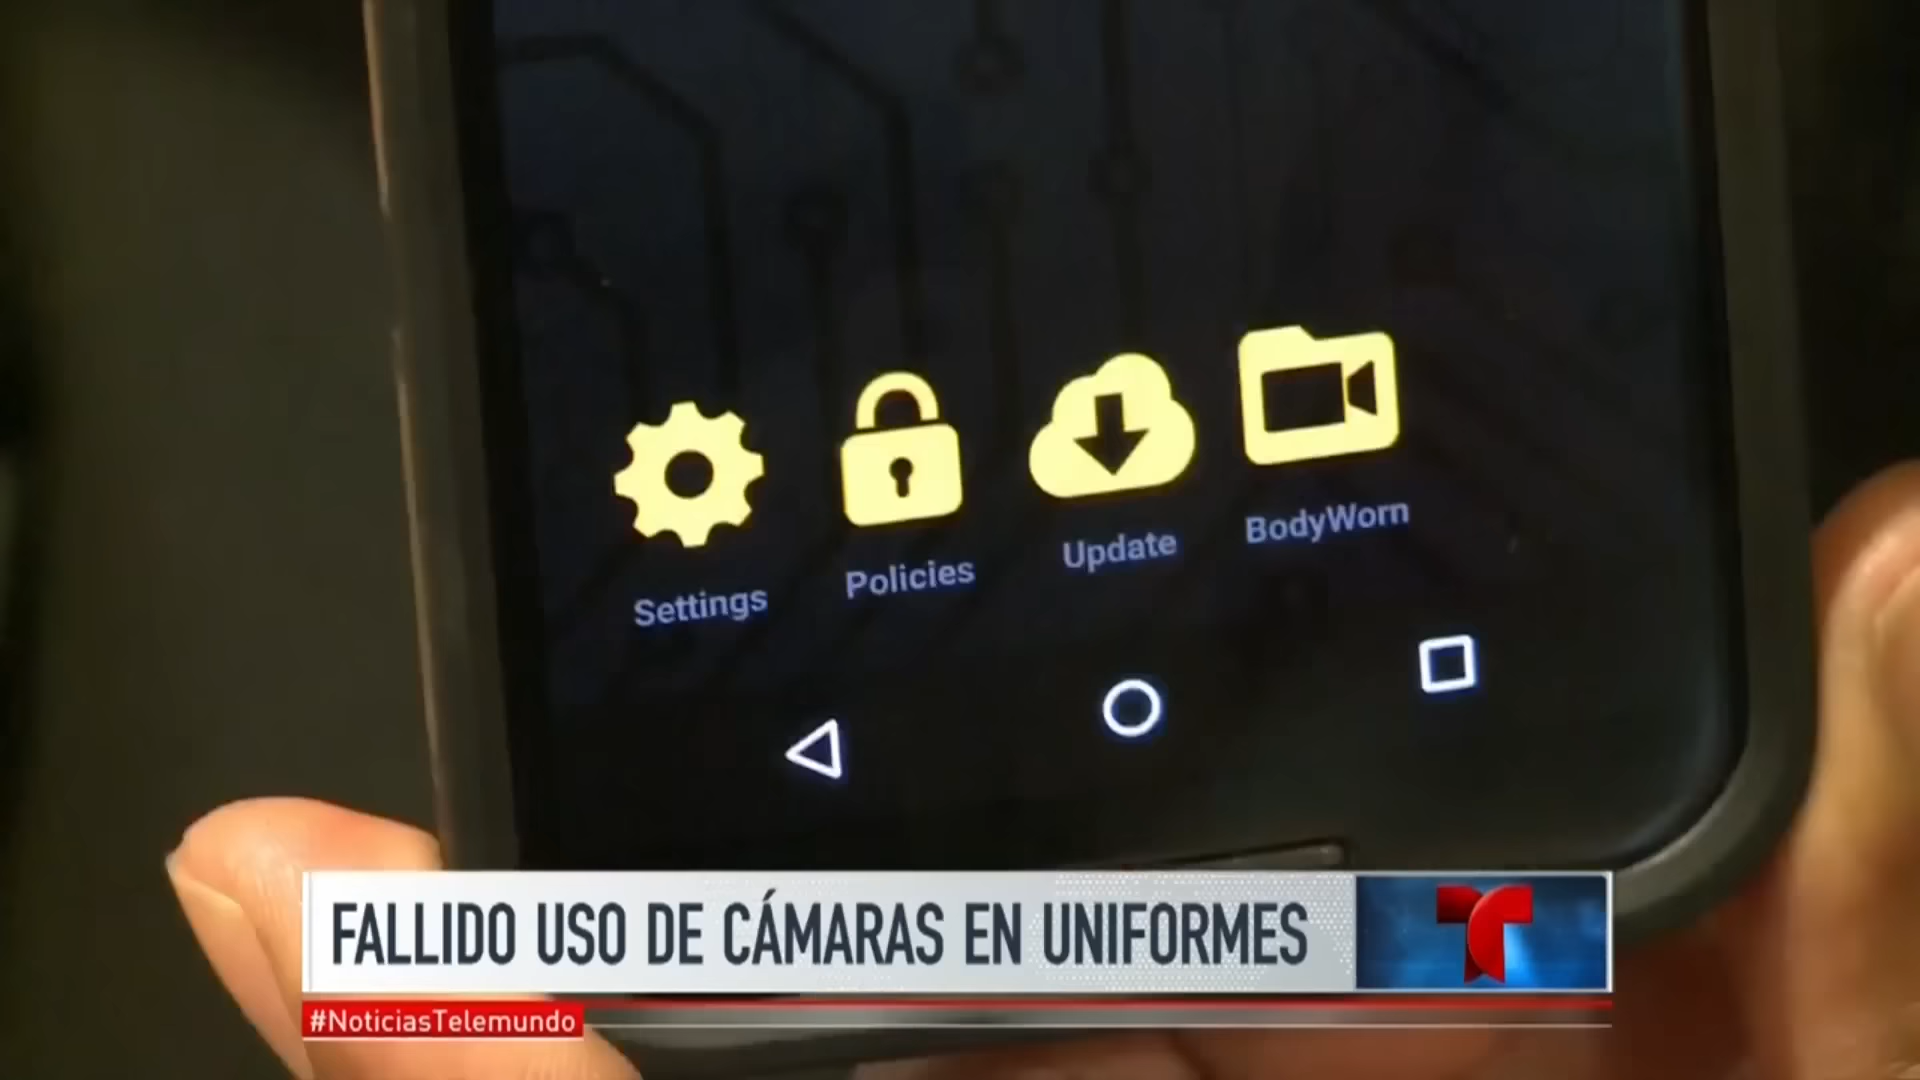 Settings
Policies
Update
BodyWorn
FALLIDO USO DE CÁMARAS EN UNIFORMES
#NoticiasTelemundo